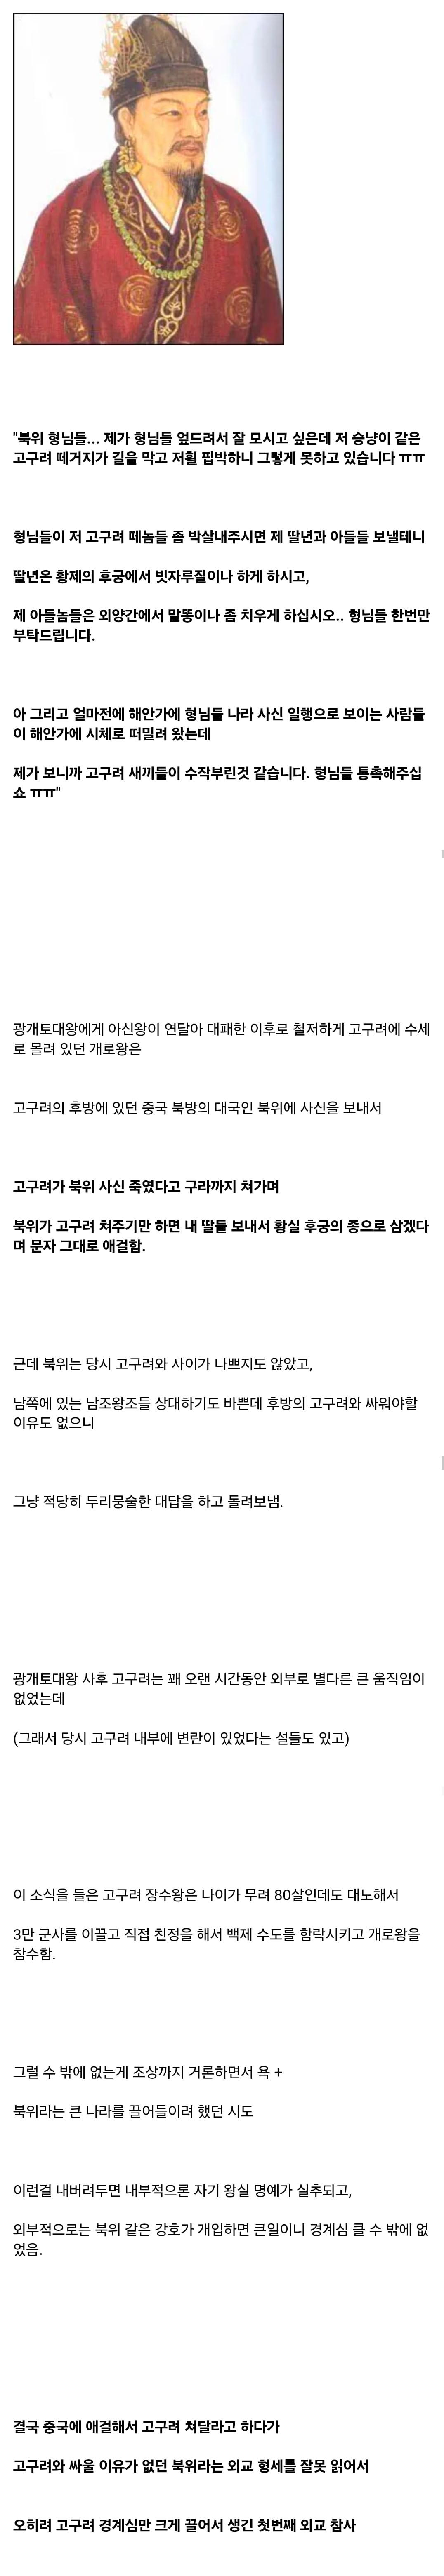 "북위 형님들... 제가 형님들 엎드려서 잘 모시고 싶은데 저 승냥이 같은
고구려 떼거지가 길을 막고 저흴 핍박하니 그렇게 못하고 있습니다 ㅠㅠ
형님들이 저 고구려 떼놈들 좀 박살내주시면 제 딸년과 아들들 보낼테니
딸년은 황제의 후궁에서 빗자루질이나 하게 하시고,
제 아들놈들은 외양간에서 말똥이나 좀 치우게 하십시오.. 형님들 한번만
부탁드립니다.
아 그리고 얼마전에 해안가에 형님들 나라 사신 일행으로 보이는 사람들
이 해안가에 시체로 떠밀려 왔는데
제가 보니까 고구려 새끼들이 수작부린것 같습니다. 형님들 통촉해주십
쇼 ㅠㅠ"
광개토대왕에게 아신왕이 연달아 대패한 이후로 철저하게 고구려에 수세
로 몰려 있던 개로왕은
고구려의 후방에 있던 중국 북방의 대국인 북위에 사신을 보내서
고구려가 북위 사신 죽였다고 구라까지 쳐가며
북위가 고구려 쳐주기만 하면 내 딸들 보내서 황실 후궁의 종으로 삼겠다
며 문자 그대로 애걸함.
근데 북위는 당시 고구려와 사이가 나쁘지도 않았고,
남쪽에 있는 남조왕조들 상대하기도 바쁜데 후방의 고구려와 싸워야할
이유도 없으니
그냥 적당히 두리뭉술한 대답을 하고 돌려보냄.
광개토대왕 사후 고구려는 꽤 오랜 시간동안 외부로 별다른 큰 움직임이
없었는데
(그래서 당시 고구려 내부에 변란이 있었다는 설들도 있고)
이 소식을 들은 고구려 장수왕은 나이가 무려 80살인데도 대노해서
3만 군사를 이끌고 직접 친정을 해서 백제 수도를 함락시키고 개로왕을
참수함.
그럴 수 밖에 없는게 조상까지 거론하면서 욕 +
북위라는 큰 나라를 끌어들이려 했던 시도
이런걸 내버려두면 내부적으론 자기 왕실 명예가 실추되고,
외부적으로는 북위 같은 강호가 개입하면 큰일이니 경계심 클 수 밖에 없
었음.
결국 중국에 애걸해서 고구려 쳐달라고 하다가
고구려와 싸울 이유가 없던 북위라는 외교 형세를 잘못 읽어서
오히려 고구려 경계심만 크게 끌어서 생긴 첫번째 외교 참사